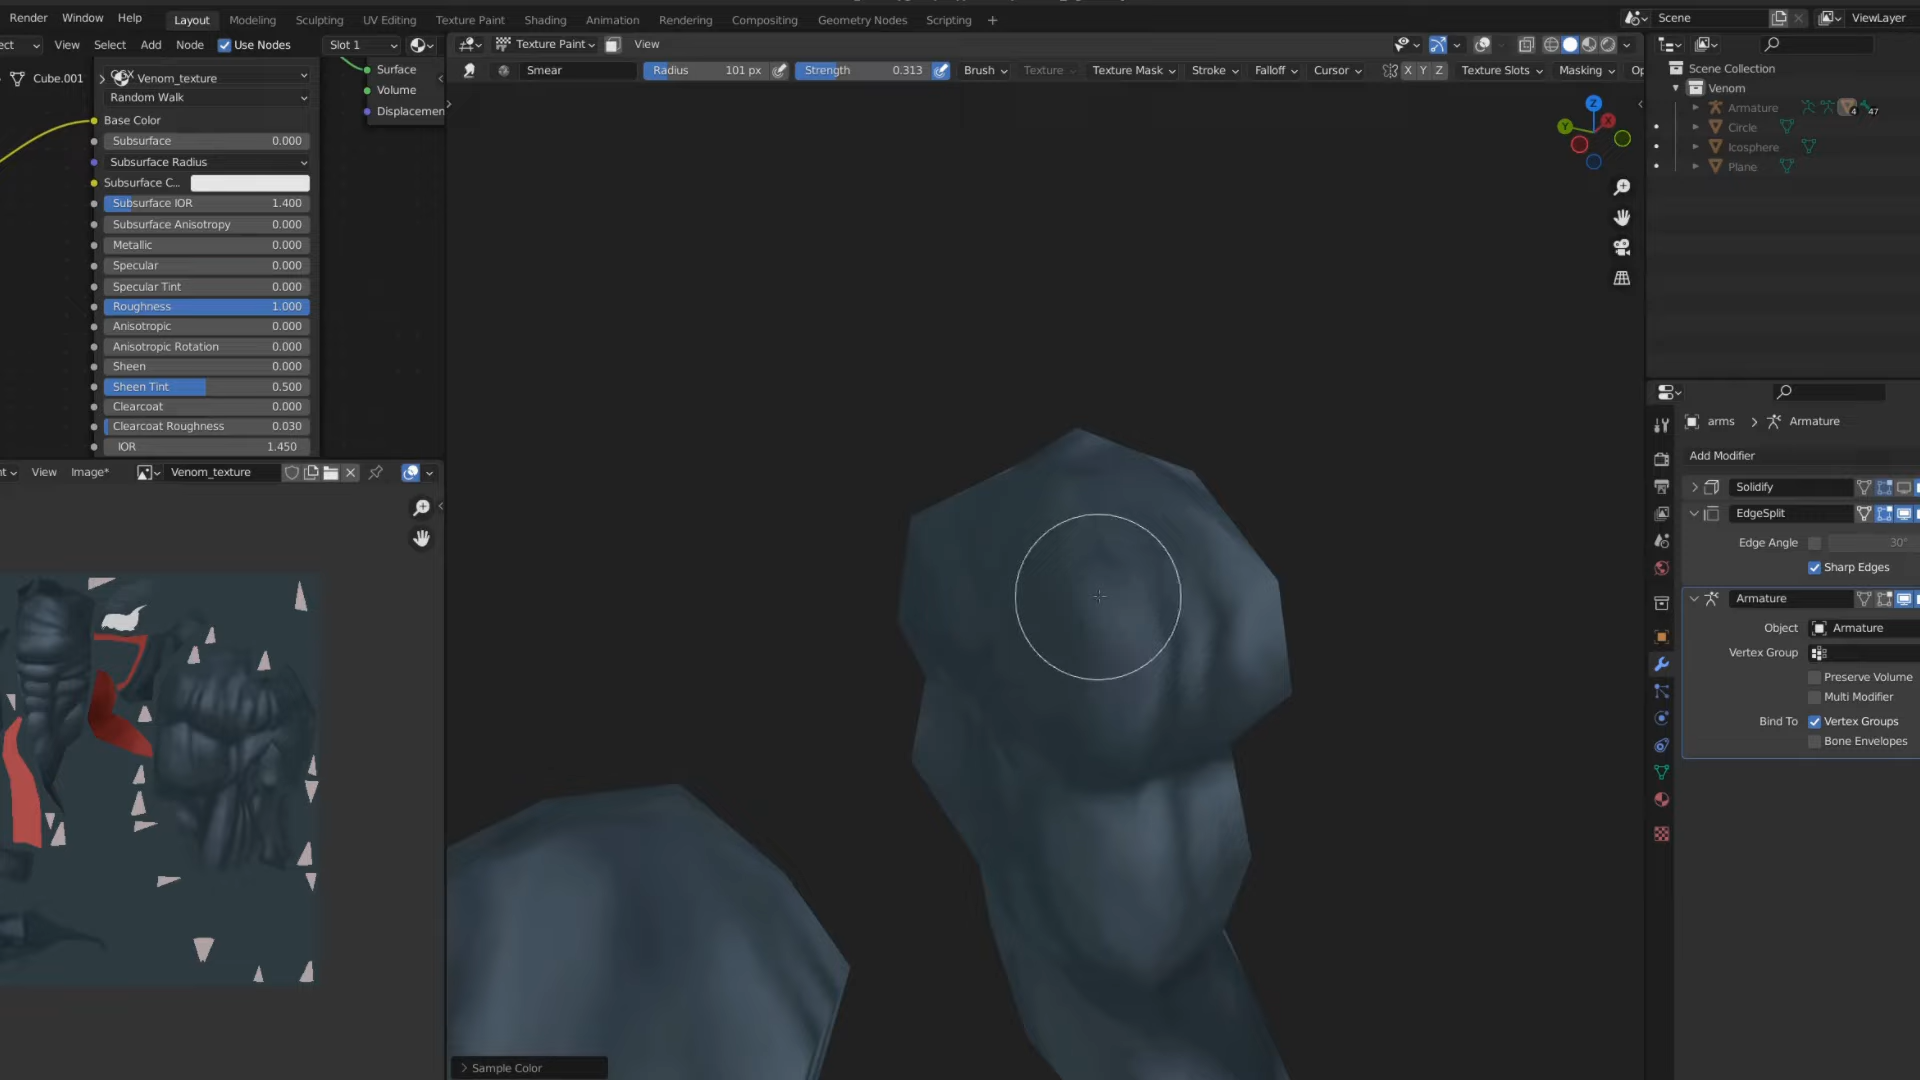 Render Window Help Layout Modeling Sculpting UV Editing Texture Paint Shading Animation Rendering Compositing Geometry Nodes Scripting + Scene ViewLayer
View Select Add Node Use Nodes Slot 1 Texture Paint View
Smear Radius 101 px Strength 0.313 Brush Texture Texture Mask Stroke Falloff Cursor X Y Z Texture Slots Masking
Cube.001 Venom_texture
Random Walk
Base Color
Subsurface 0.000
Subsurface Radius
Subsurface C...
Subsurface IOR 1.400
Subsurface Anisotropy 0.000
Metallic 0.000
Specular 0.000
Specular Tint 0.000
Roughness 1.000
Anisotropic 0.000
Anisotropic Rotation 0.000
Sheen 0.000
Sheen Tint 0.500
Clearcoat 0.000
Clearcoat Roughness 0.030
IOR 1.450
Surface
Volume
Displacemen
View Image* Venom_texture
Sample Color
Z
Y
X
Scene Collection
Venom
Armature 4 47
Circle
Icosphere
Plane
arms > Armature
Add Modifier
Solidify
EdgeSplit
Edge Angle 30°
Sharp Edges
Armature
Object Armature
Vertex Group
Preserve Volume
Multi Modifier
Bind To Vertex Groups
Bone Envelopes